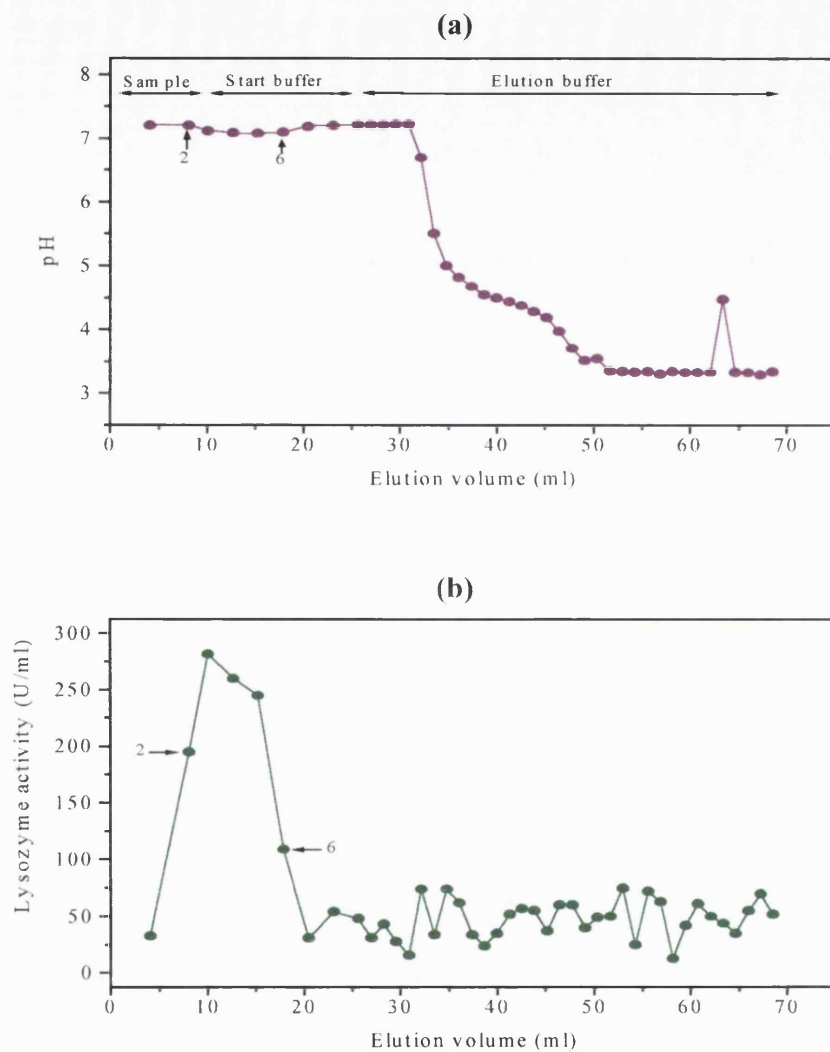 (a)
Sample Start buffer Elution buffer
8
7
6
5
4
3
2
6
pH
0 10 20 30 40 50 60 70
Elution volume (ml)
(b)
300
250
200
150
100
50
0
2
6
Lysozyme activity (U/ml)
0 10 20 30 40 50 60 70
Elution volume (ml)